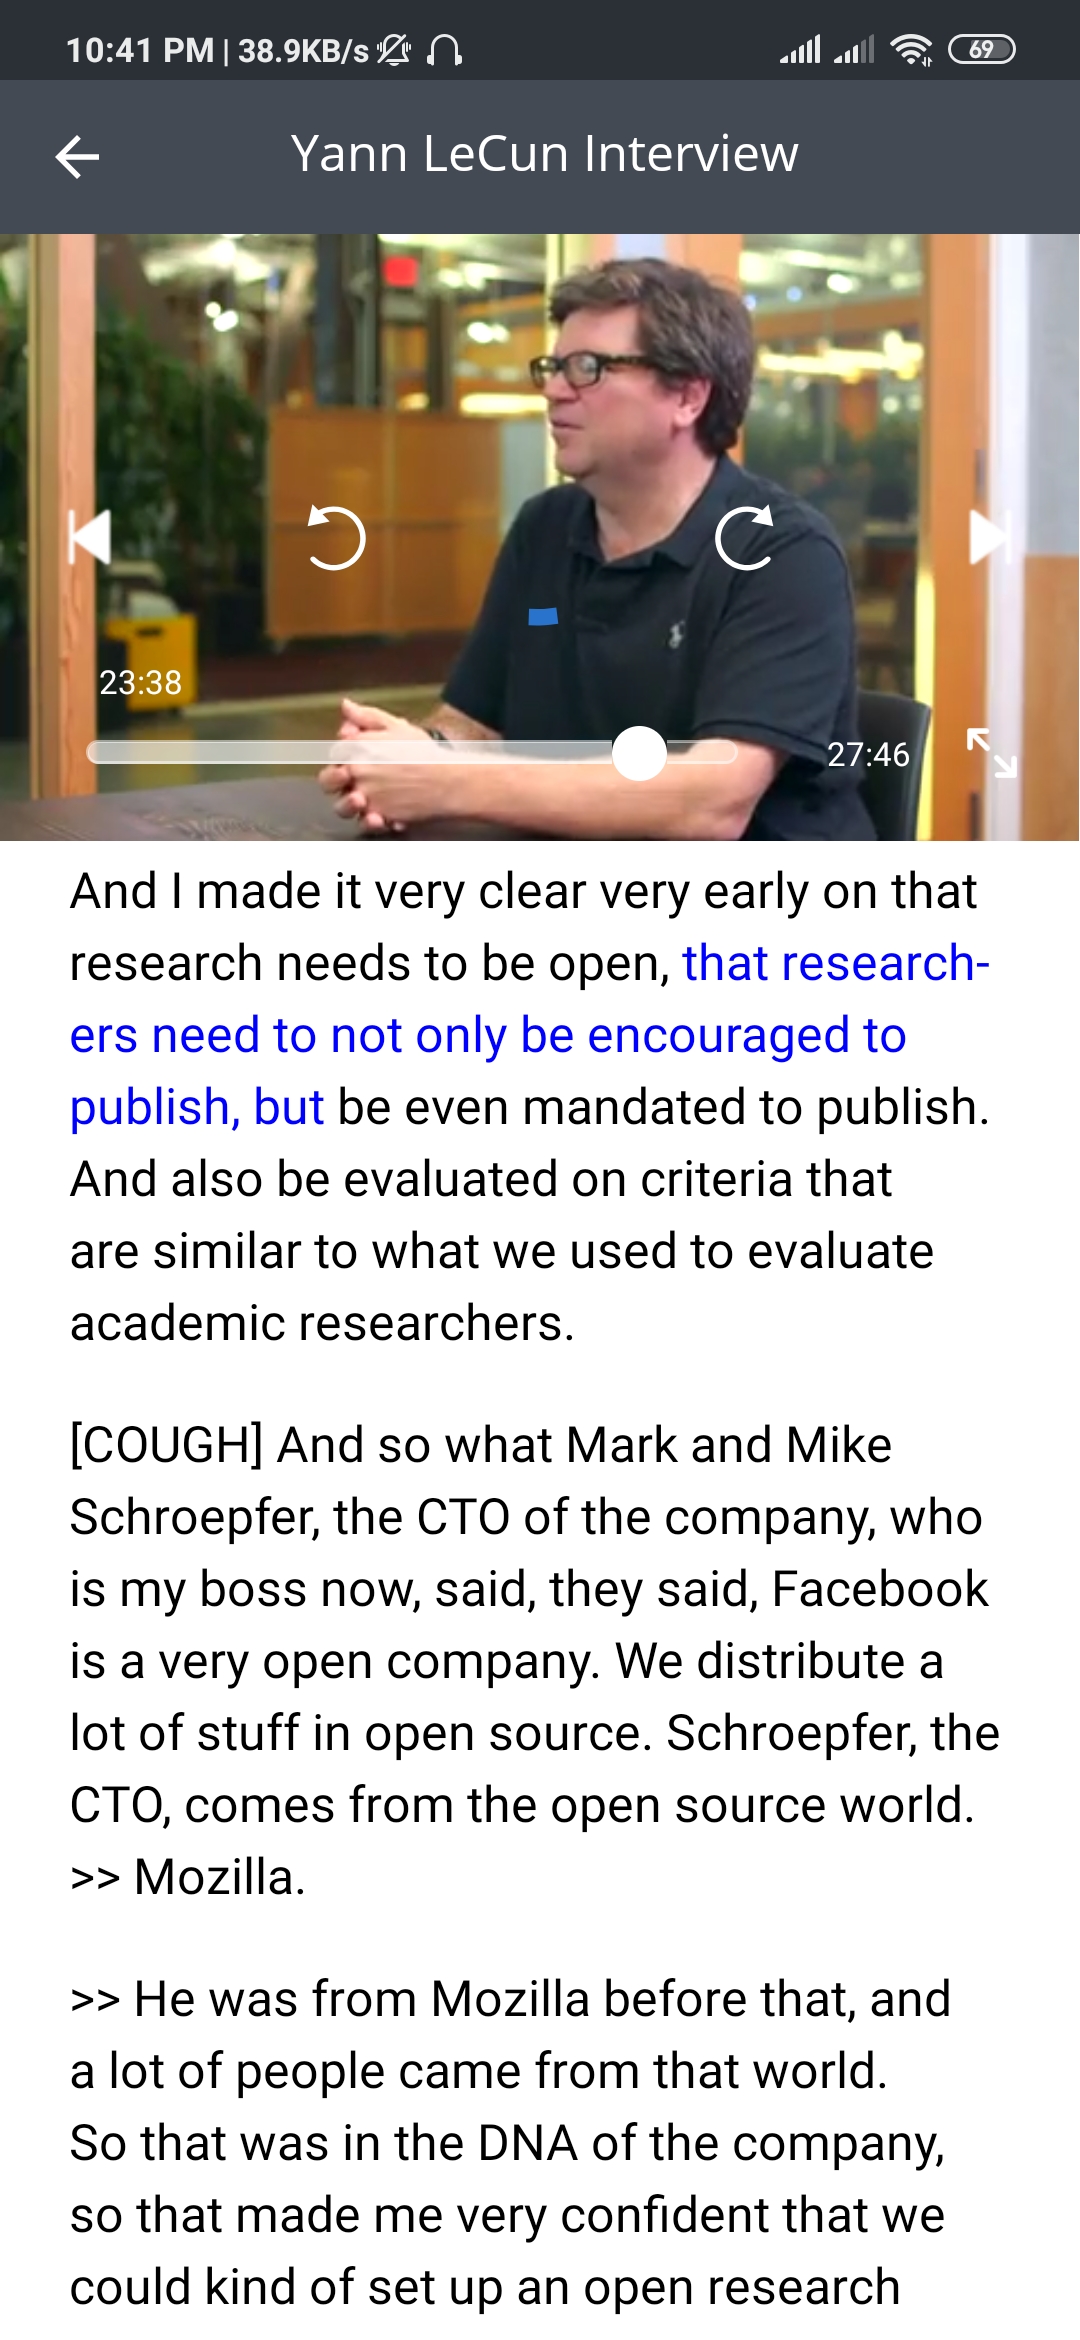 10:41 PM | 38.9KB/s
69
Yann LeCun Interview
23:38
27:46
And I made it very clear very early on that
research needs to be open, that research-
ers need to not only be encouraged to
publish, but be even mandated to publish.
And also be evaluated on criteria that
are similar to what we used to evaluate
academic researchers.
[COUGH] And so what Mark and Mike
Schroepfer, the CTO of the company, who
is my boss now, said, they said, Facebook
is a very open company. We distribute a
lot of stuff in open source. Schroepfer, the
CTO, comes from the open source world.
>> Mozilla.
>> He was from Mozilla before that, and
a lot of people came from that world.
So that was in the DNA of the company,
so that made me very confident that we
could kind of set up an open research